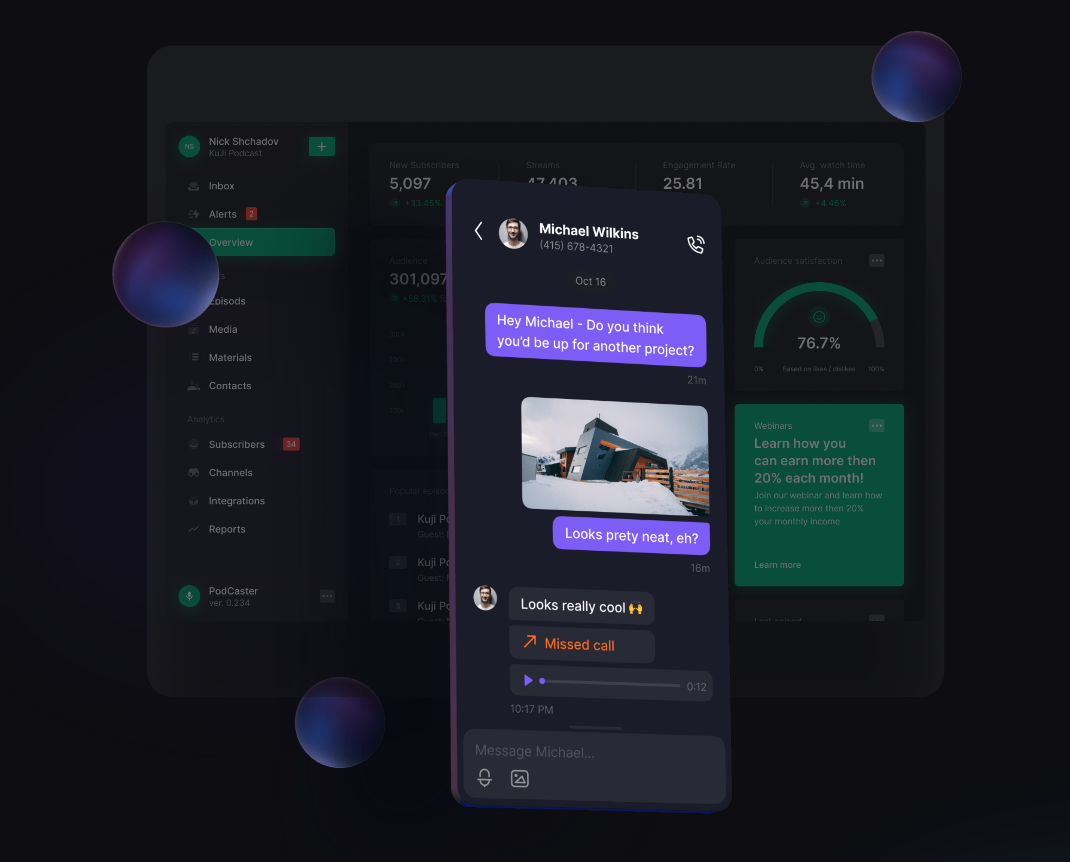 NS
Nick Shchadov
KuJi Podcast
+
Inbox
Alerts 2
Overview
Episods
Media
Materials
Contacts
Analytics
Subscribers 24
Channels
Integrations
Reports
PodCaster
ver. 0.234
New Subscribers
5,097
+33.45%
Streams
47,403
Engagement Rate
25.81
Avg. watch time
45,4 min
+4.46%
Audience
301,097
Popular episod
1 Kuji Po
Guest:
2 Kuji Po
Guest:
3 Kuji Po
Audience satisfaction
76.7%
0% Based on likes / dislikes 100%
Webinars
Learn how you
can earn more then
20% each month!
Join our webinar and learn how
to increase more then 20%
your monthly income
Learn more
Michael Wilkins
(415) 678-4321
Oct 16
Hey Michael - Do you think
you'd be up for another project?
21m
Looks prety neat, eh?
16m
Looks really cool 🙌
Missed call
0:12
10:17 PM
Message Michael...